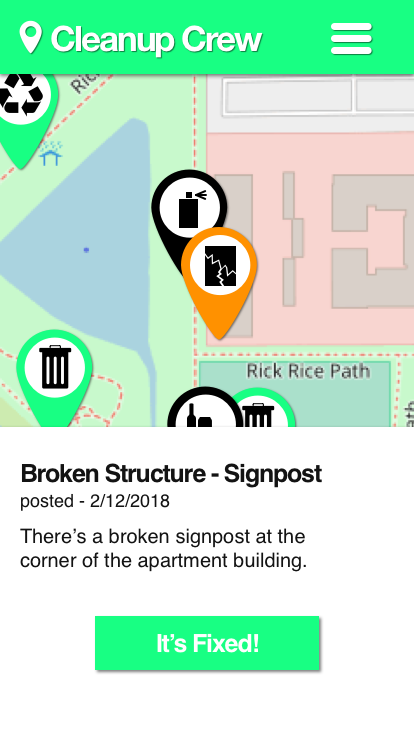 Cleanup Crew
Rick
Rick Rice Path
ath
Broken Structure - Signpost
posted - 2/12/2018
There's a broken signpost at the
corner of the apartment building.
It's Fixed!